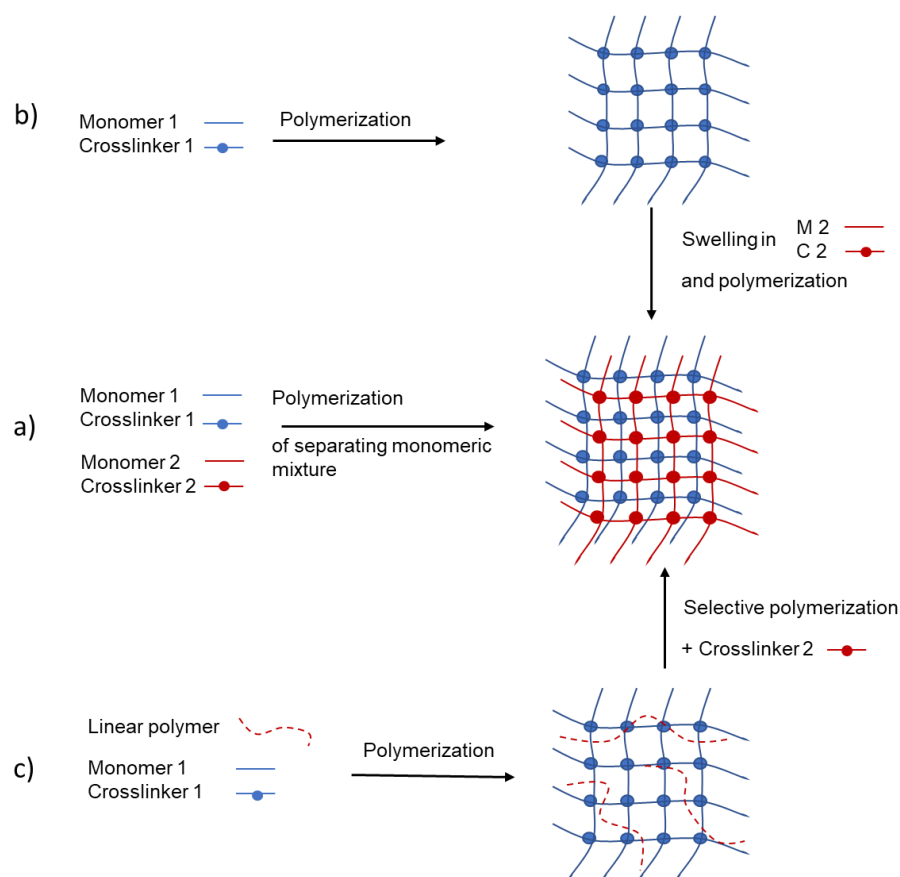 b)
Monomer 1
Crosslinker 1
Polymerization
Swelling in
M 2
C 2
and polymerization
a)
Monomer 1
Crosslinker 1
Monomer 2
Crosslinker 2
Polymerization
of separating monomeric
mixture
Selective polymerization
+ Crosslinker 2
c)
Linear polymer
Monomer 1
Crosslinker 1
Polymerization